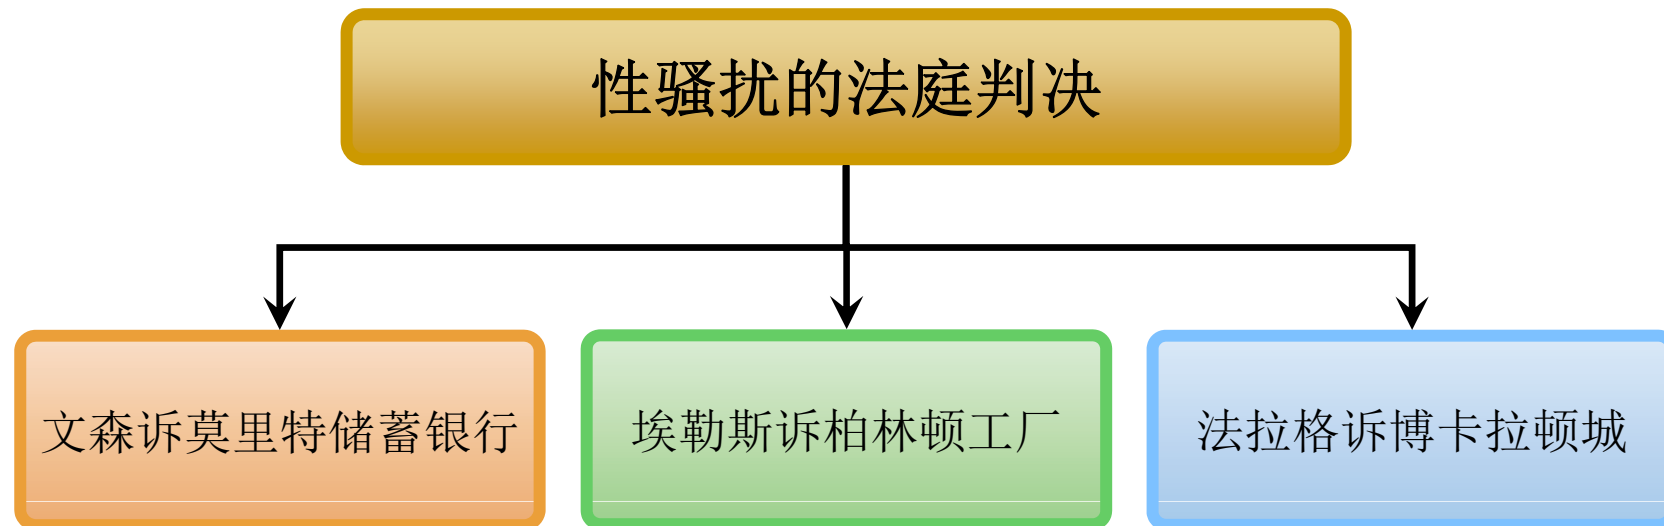 性骚扰的法庭判决
文森诉莫里特储蓄银行
埃勒斯诉柏林顿工厂
法拉格诉博卡拉顿城